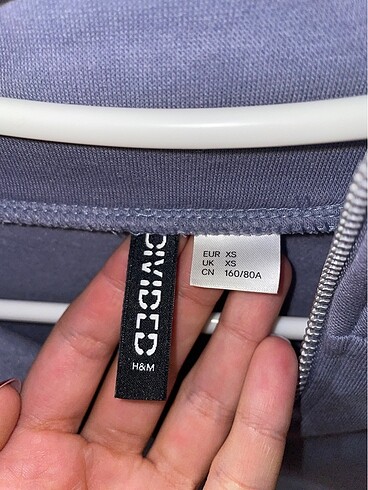 DIVIDED
H&M
EUR XS
UK XS
CN 160/80A